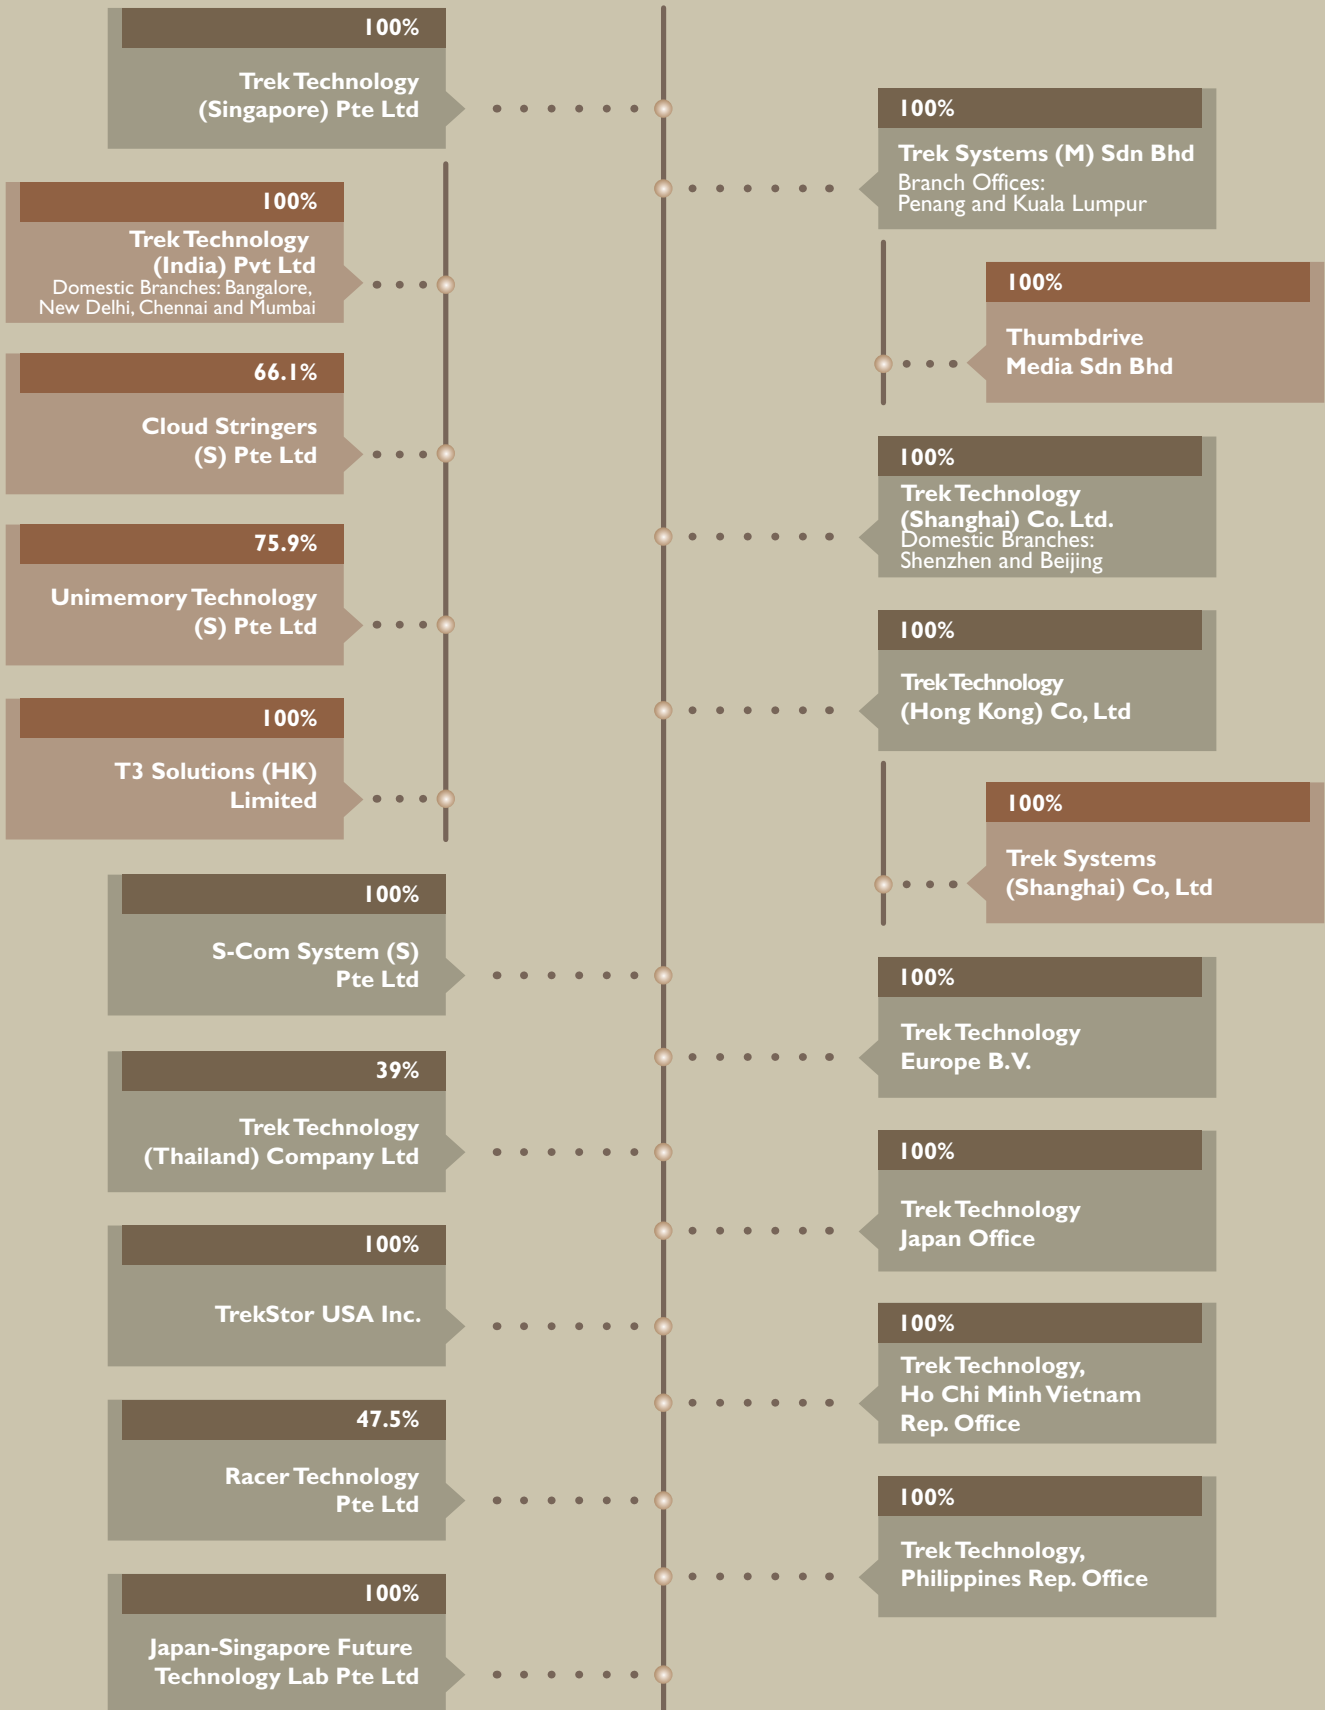 100%
Trek Technology
(Singapore) Pte Ltd
100%
Trek Technology
(India) Pvt Ltd
Domestic Branches: Bangalore,
New Delhi, Chennai and Mumbai
66.1%
Cloud Stringers
(S) Pte Ltd
75.9%
Unimemory Technology
(S) Pte Ltd
100%
T3 Solutions (HK)
Limited
100%
S-Com System (S)
Pte Ltd
39%
Trek Technology
(Thailand) Company Ltd
100%
TrekStor USA Inc.
47.5%
Racer Technology
Pte Ltd
100%
Japan-Singapore Future
Technology Lab Pte Ltd
100%
Trek Systems (M) Sdn Bhd
Branch Offices:
Penang and Kuala Lumpur
100%
Thumbdrive
Media Sdn Bhd
100%
Trek Technology
(Shanghai) Co. Ltd.
Domestic Branches:
Shenzhen and Beijing
100%
Trek Technology
(Hong Kong) Co, Ltd
100%
Trek Systems
(Shanghai) Co, Ltd
100%
Trek Technology
Europe B.V.
100%
Trek Technology
Japan Office
100%
Trek Technology,
Ho Chi Minh Vietnam
Rep. Office
100%
Trek Technology,
Philippines Rep. Office